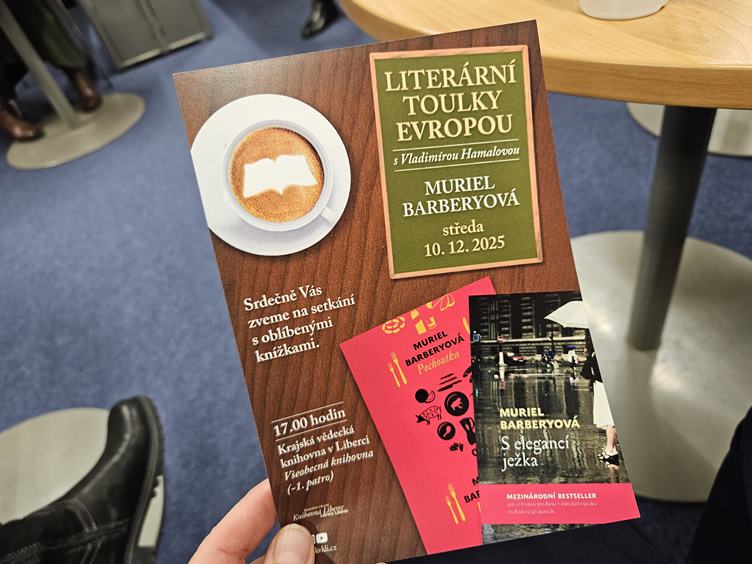 LITERÁRNÍ
TOULKY
EVROPOU
s Vladimírou Hamalovou
MURIEL
BARBERYOVÁ
středa
10. 12. 2025
Srdečně Vás
zveme na setkání
s oblíbenými
knížkami.
17.00 hodin
Krajská vědecká
knihovna v Liberci
Všeobecná knihovna
(-1. patro)
Knihovna Liberec
MURIEL
BARBERYOVÁ
Pochoutka
MURIEL
BARBERYOVÁ
S elegancí
ježka
MEZINÁRODNÍ BESTSELLER